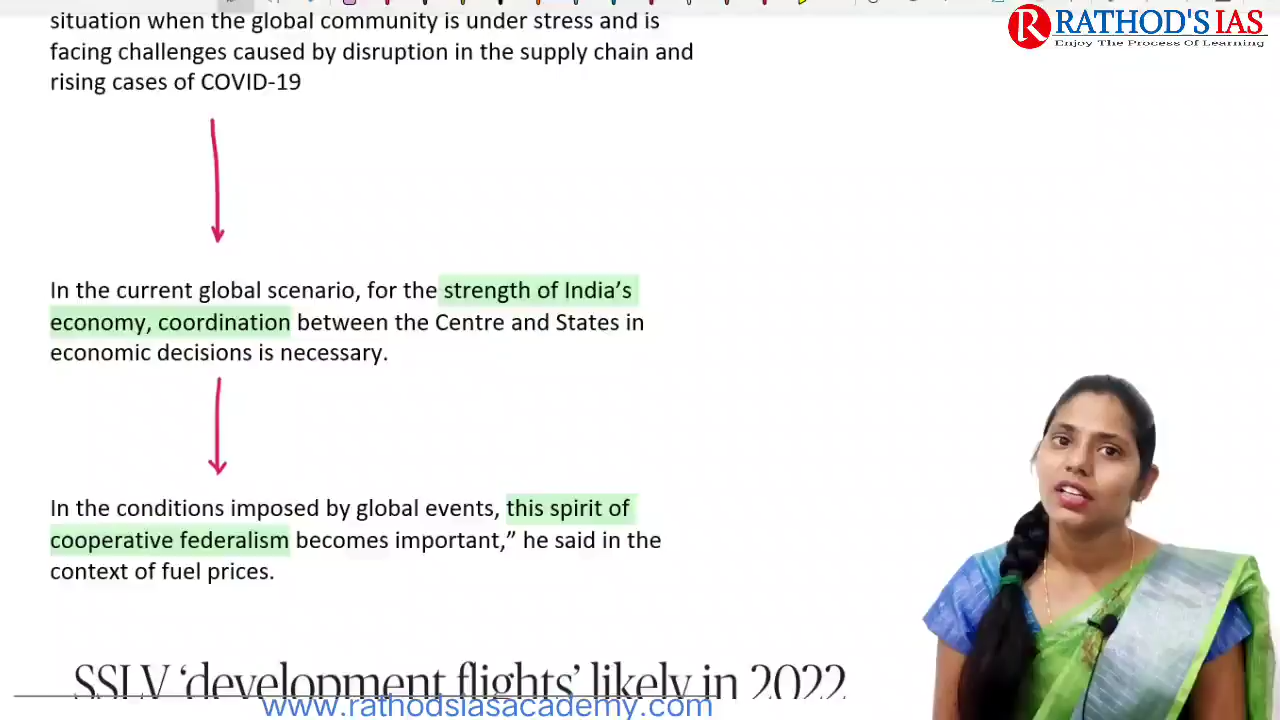 situation when the global community is under stress and is
RATHOD'S IAS
Enjoy The Process Of Learning
facing challenges caused by disruption in the supply chain and
rising cases of COVID-19
In the current global scenario, for the strength of India’s
economy, coordination between the Centre and States in
economic decisions is necessary.
In the conditions imposed by global events, this spirit of
cooperative federalism becomes important,” he said in the
context of fuel prices.
SSLV ‘development flights’ likely in 2022
www.rathodsiasacademy.com